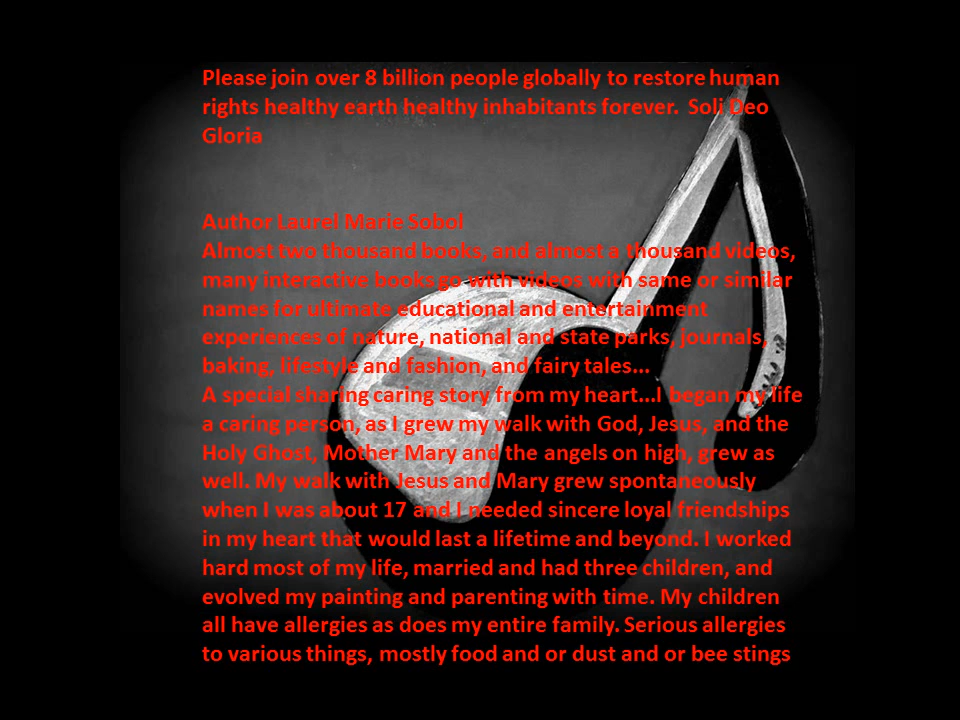 Please join over 8 billion people globally to restore human
rights healthy earth healthy inhabitants forever.  Soli Deo
Gloria
Author Laurel Marie Sobol
Almost two thousand books, and almost a thousand videos,
many interactive books go with videos with same or similar
names for ultimate educational and entertainment
experiences of nature, national and state parks, journals,
baking, lifestyle and fashion, and fairy tales...
A special sharing caring story from my heart...I began my life
a caring person, as I grew my walk with God, Jesus, and the
Holy Ghost, Mother Mary and the angels on high, grew as
well. My walk with Jesus and Mary grew spontaneously
when I was about 17 and I needed sincere loyal friendships
in my heart that would last a lifetime and beyond. I worked
hard most of my life, married and had three children, and
evolved my painting and parenting with time. My children
all have allergies as does my entire family. Serious allergies
to various things, mostly food and or dust and or bee stings